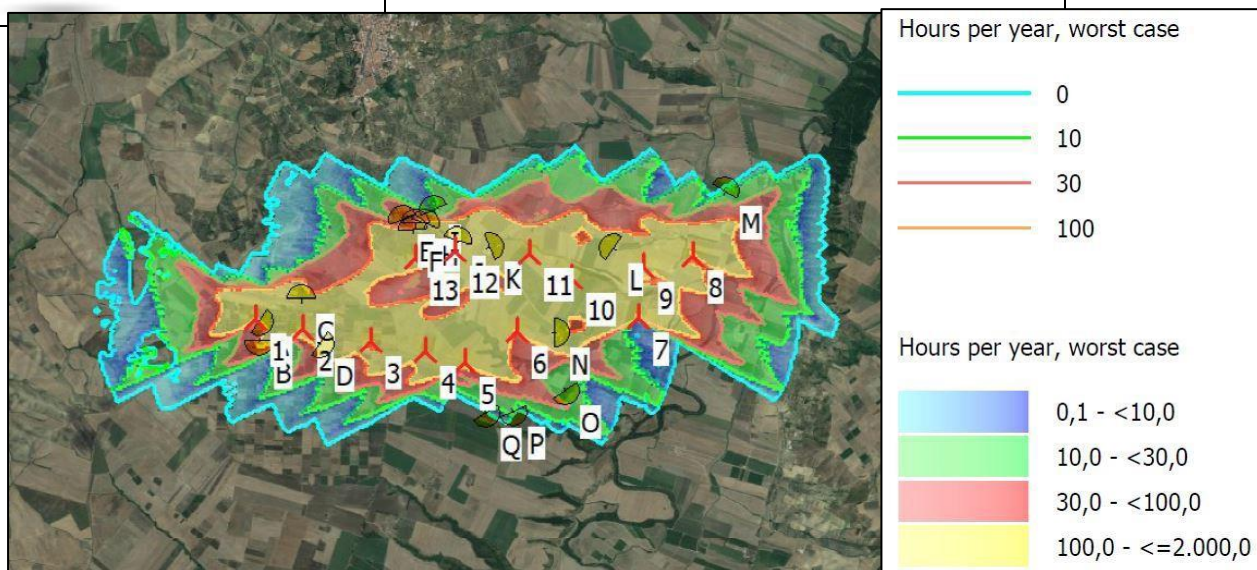 Hours per year, worst case
0
10
30
100
Hours per year, worst case
0,1 - <10,0
10,0 - <30,0
30,0 - <100,0
100,0 - <=2.000,0
M
E
F
H
13
12
K
11
L
9
8
10
C
1
B
2
D
3
4
5
6
N
7
O
Q
P